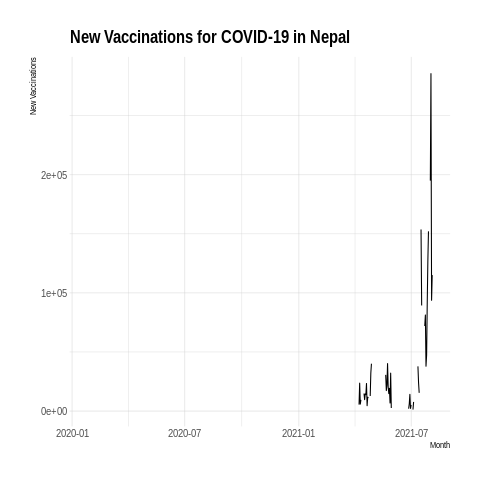 New Vaccinations for COVID-19 in Nepal
New Vaccinations
2e+05
1e+05
0e+00
2020-01 2020-07 2021-01 2021-07
Month